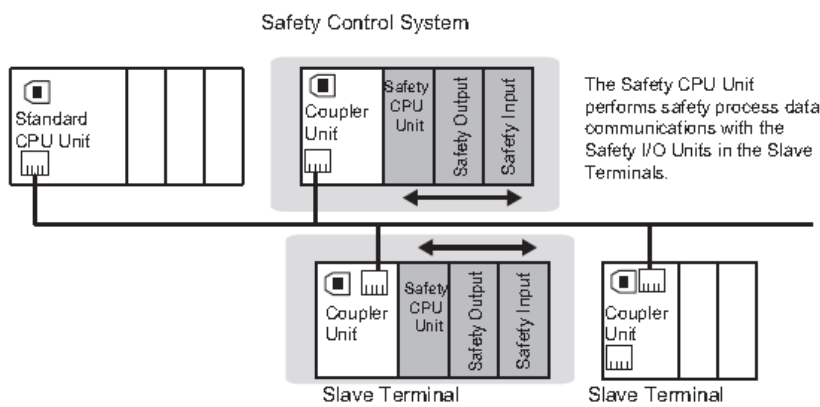 Safety Control System
Standard
CPU Unit
Coupler
Unit
Safety
CPU
Unit
Safety Output
Safety Input
The Safety CPU Unit
performs safety process data
communications with the
Safety I/O Units in the Slave
Terminals.
Coupler
Unit
Safety
CPU
Unit
Safety Output
Safety Input
Coupler
Unit
Slave Terminal
Slave Terminal